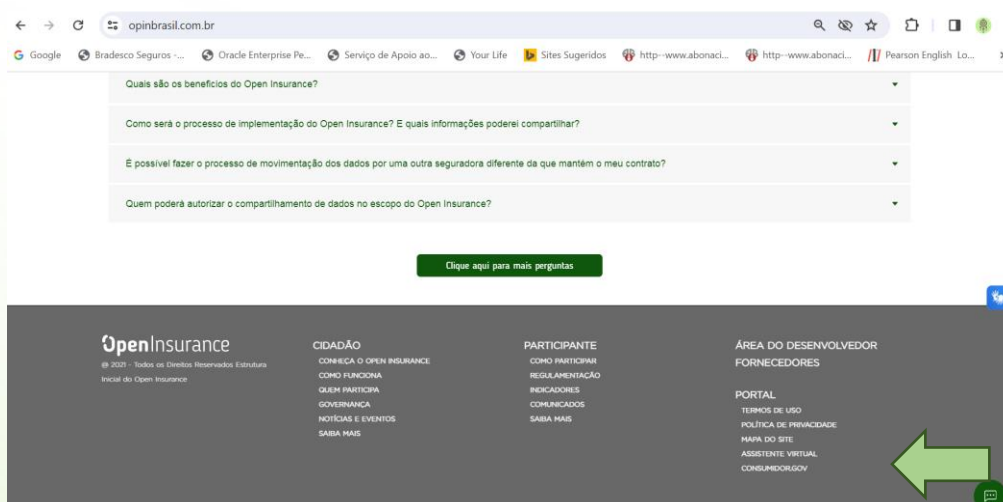 opinbrasil.com.br
Google Bradesco Seguros -... Oracle Enterprise Pe... Serviço de Apoio ao... Your Life Sites Sugeridos http--www.abonaci... http--www.abonaci... Pearson English Lo...
Quais são os benefícios do Open Insurance?
Como será o processo de implementação do Open Insurance? E quais informações poderei compartilhar?
É possível fazer o processo de movimentação dos dados por uma outra seguradora diferente da que mantém o meu contrato?
Quem poderá autorizar o compartilhamento de dados no escopo do Open Insurance?
Clique aqui para mais perguntas
OpenInsurance
@ 2021 - Todos os Direitos Reservados Estrutura
Inicial do Open Insurance
CIDADÃO
CONHEÇA O OPEN INSURANCE
COMO FUNCIONA
QUEM PARTICIPA
GOVERNANÇA
NOTÍCIAS E EVENTOS
SAIBA MAIS
PARTICIPANTE
COMO PARTICIPAR
REGULAMENTAÇÃO
INDICADORES
COMUNICADOS
SAIBA MAIS
ÁREA DO DESENVOLVEDOR
FORNECEDORES
PORTAL
TERMOS DE USO
POLÍTICA DE PRIVACIDADE
MAPA DO SITE
ASSISTENTE VIRTUAL
CONSUMIDOR.GOV